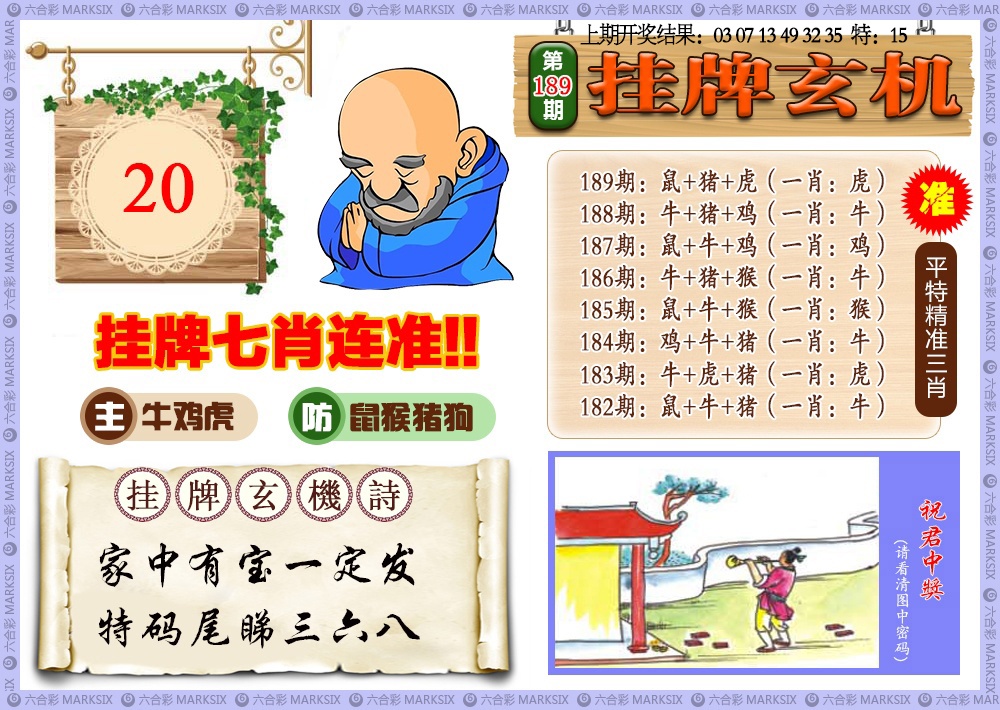 六合彩 MARKSIX
上期开奖结果：03 07 13 49 32 35 特：15
第189期
挂牌玄机
20
挂牌七肖连准!!
主 牛鸡虎
防 鼠猴猪狗
挂牌玄機詩
家中有宝一定发
特码尾睇三六八
189期：鼠+猪+虎（一肖：虎）
188期：牛+猪+鸡（一肖：牛）
187期：鼠+牛+鸡（一肖：鸡）
186期：牛+猪+猴（一肖：牛）
185期：鼠+牛+猴（一肖：猴）
184期：鸡+牛+猪（一肖：牛）
183期：牛+虎+猪（一肖：虎）
182期：鼠+牛+猪（一肖：牛）
准
平特精准三肖
祝君中獎
（请看清图中密码）